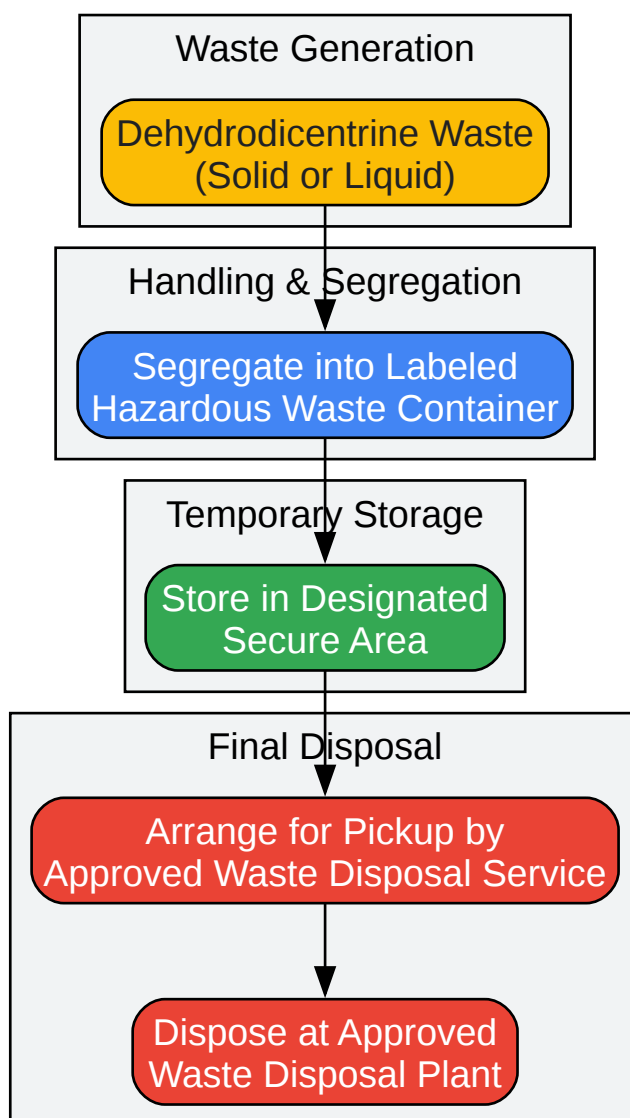 Waste Generation
Dehydrodicentrine Waste
(Solid or Liquid)
Handling & Segregation
Segregate into Labeled
Hazardous Waste Container
Temporary Storage
Store in Designated
Secure Area
Final Disposal
Arrange for Pickup by
Approved Waste Disposal Service
Dispose at Approved
Waste Disposal Plant